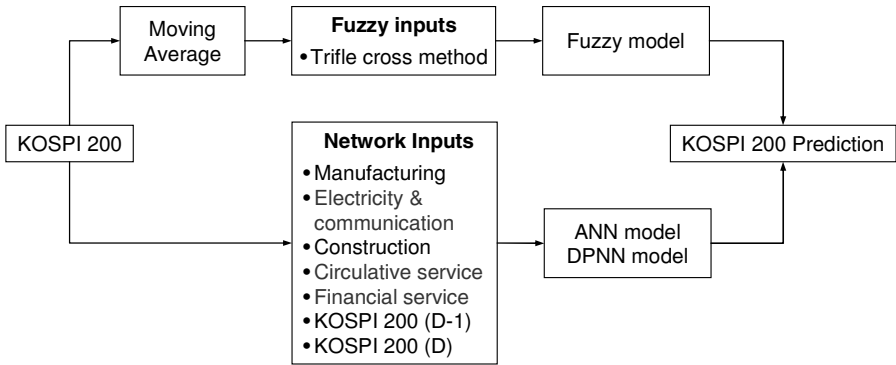 Moving
Average
Fuzzy inputs
•Trifle cross method
Fuzzy model
KOSPI 200
Network Inputs
•Manufacturing
•Electricity &
communication
•Construction
•Circulative service
•Financial service
•KOSPI 200 (D-1)
•KOSPI 200 (D)
ANN model
DPNN model
KOSPI 200 Prediction